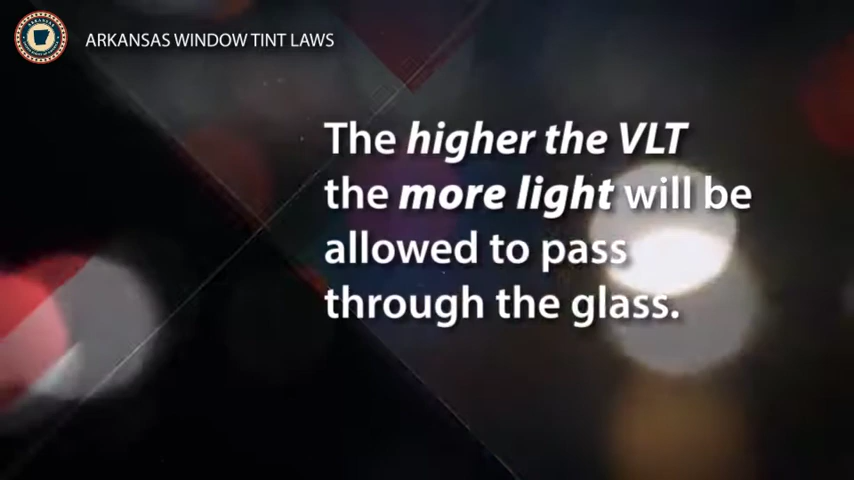 ARKANSAS WINDOW TINT LAWS
The higher the VLT
the more light will be
allowed to pass
through the glass.